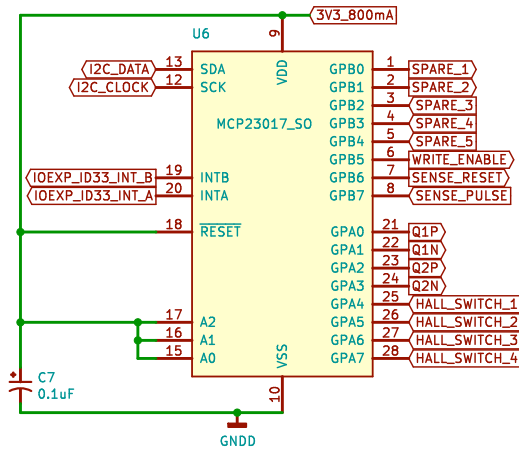 3V3_800mA
U6
9
VDD
I2C_DATA 13 SDA GPB0 1 SPARE_1
I2C_CLOCK 12 SCK GPB1 2 SPARE_2
GPB2 3 SPARE_3
MCP23017_SO GPB3 4 SPARE_4
GPB4 5 SPARE_5
GPB5 6 WRITE_ENABLE
IOEXP_ID33_INT_B 19 INTB GPB6 7 SENSE_RESET
IOEXP_ID33_INT_A 20 INTA GPB7 8 SENSE_PULSE
18 RESET GPA0 21 Q1P
GPA1 22 Q1N
GPA2 23 Q2P
GPA3 24 Q2N
GPA4 25 HALL_SWITCH_1
17 A2 GPA5 26 HALL_SWITCH_2
16 A1 GPA6 27 HALL_SWITCH_3
15 A0 GPA7 28 HALL_SWITCH_4
VSS
10
+
C7
0.1uF
GNDD